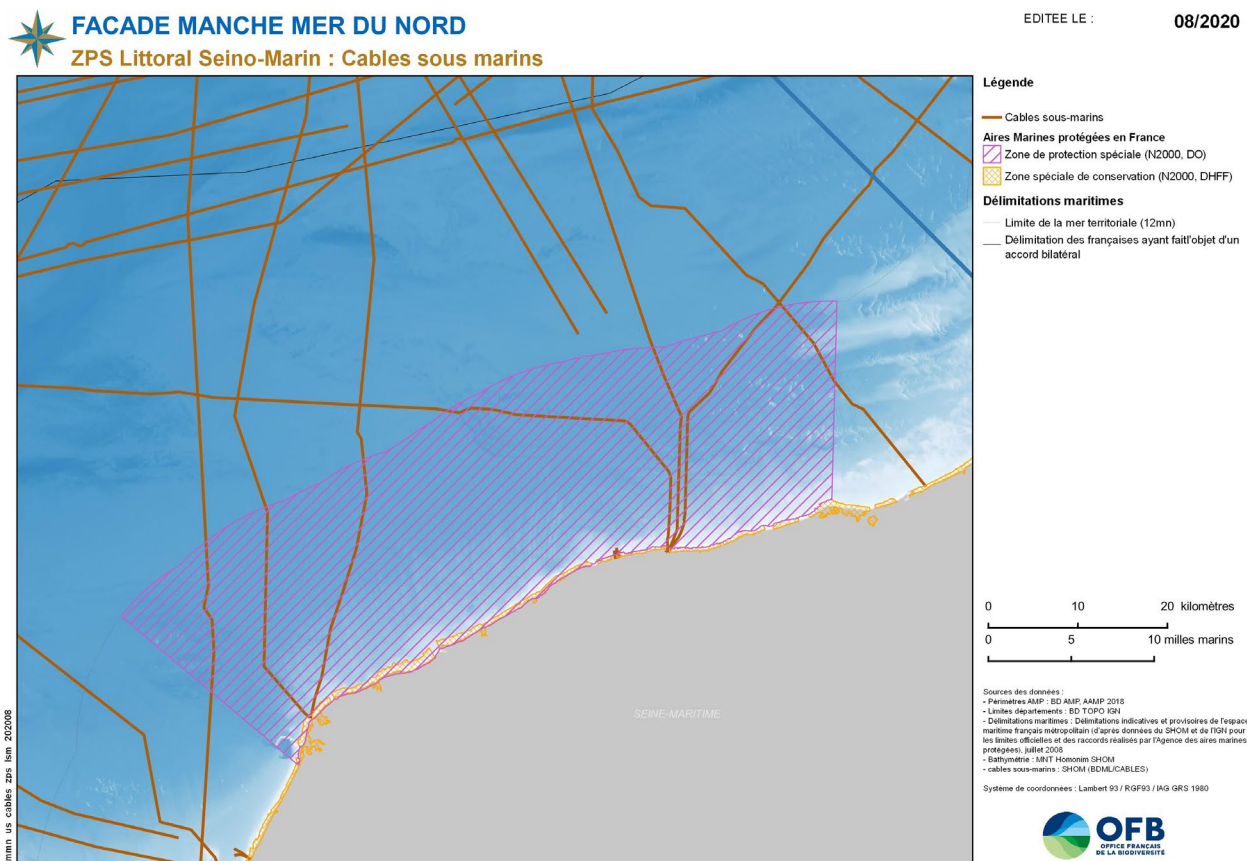 FACADE MANCHE MER DU NORD
EDITEE LE :
08/2020
ZPS Littoral Seino-Marin : Cables sous marins
Légende
Cables sous-marins
Aires Marines protégées en France
Zone de protection spéciale (N2000, DO)
Zone spéciale de conservation (N2000, DHFF)
Délimitations maritimes
Limite de la mer territoriale (12mn)
Délimitation des françaises ayant faitl'objet d'un
accord bilatéral
SEINE-MARITIME
0 10 20 kilomètres
0 5 10 milles marins
Sources des données :
- Périmètres AMP : BD AMP, AAMP 2018
- Limites départements : BD TOPO IGN
- Délimitations maritimes : Délimitations indicatives et provisoires de l'espace
maritime français métropolitain (d'après données du SHOM et de l'IGN pour
les limites officielles et des raccords réalisés par l'Agence des aires marines
protégées), juillet 2008
- Bathymétrie : MNT Homonim SHOM
- cables sous-marins : SHOM (BDML/CABLES)
Système de coordonnées : Lambert 93 / RGF93 / IAG GRS 1980
OFB
OFFICE FRANÇAIS
DE LA BIODIVERSITÉ
mmn us cables zps lsm 202008